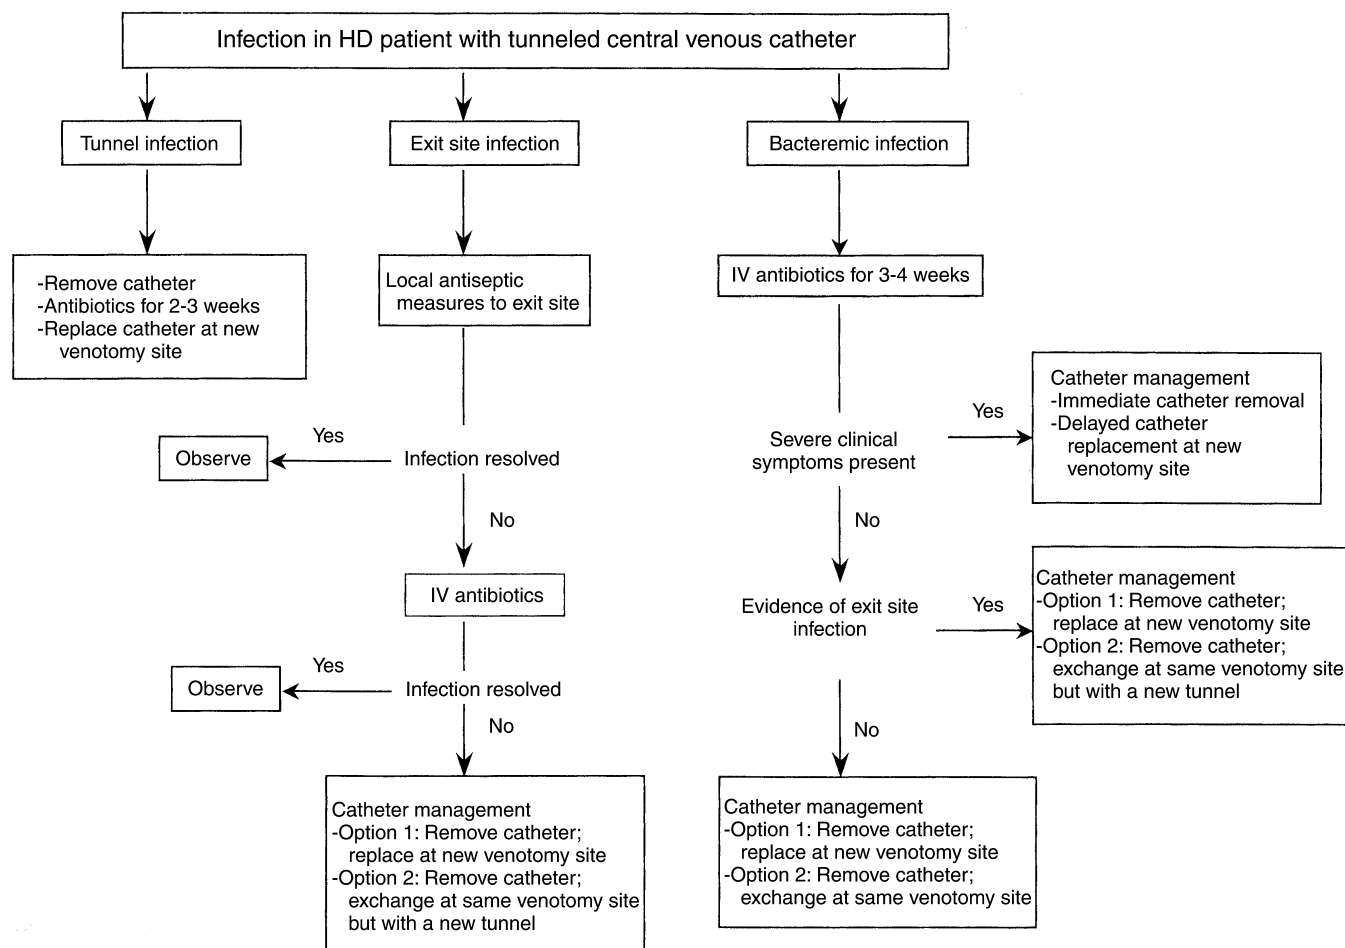 Infection in HD patient with tunneled central venous catheter
Tunnel infection
Exit site infection
Bacteremic infection
-Remove catheter
-Antibiotics for 2-3 weeks
-Replace catheter at new
venotomy site
Local antiseptic
measures to exit site
IV antibiotics for 3-4 weeks
Yes
Observe
Infection resolved
No
IV antibiotics
Yes
Observe
Infection resolved
No
Catheter management
-Option 1: Remove catheter;
replace at new venotomy site
-Option 2: Remove catheter;
exchange at same venotomy site
but with a new tunnel
Severe clinical
symptoms present
Yes
Catheter management
-Immediate catheter removal
-Delayed catheter
replacement at new
venotomy site
No
Evidence of exit site
infection
Yes
Catheter management
-Option 1: Remove catheter;
replace at new venotomy site
-Option 2: Remove catheter;
exchange at same venotomy site
but with a new tunnel
No
Catheter management
-Option 1: Remove catheter;
replace at new venotomy site
-Option 2: Remove catheter;
exchange at same venotomy site